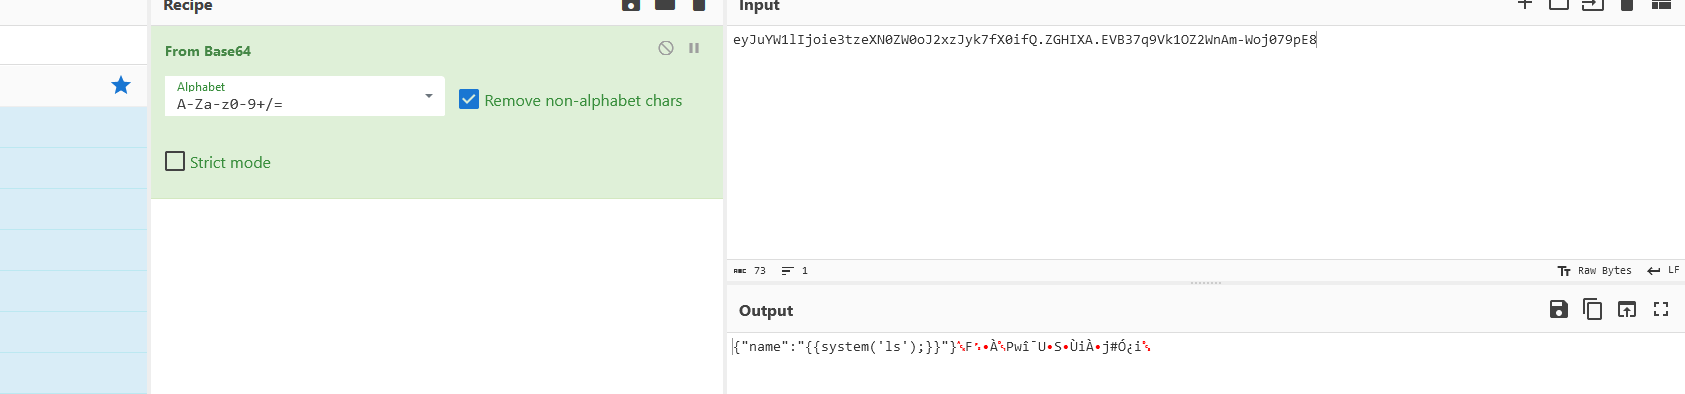 Recipe
From Base64
Alphabet
A-Za-z0-9+/=
Remove non-alphabet chars
Strict mode
Input
eyJuYW1lIjoie3tzeXN0ZW0oJ2xzJyk7fX0ifQ.ZGHIXA.EVB37q9Vk1OZ2WnAm-Woj079pE8
ABC 73
1
Raw Bytes
LF
Output
{"name":"{{system('ls');}}"}